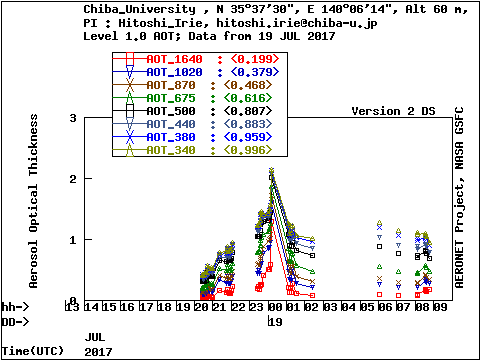 Chiba_University , N 35°37'30", E 140°06'14", Alt 60 m,
PI : Hitoshi_Irie, hitoshi.irie@chiba-u.jp
Level 1.0 AOT; Data from 19 JUL 2017
AOT_1640 : <0.199>
AOT_1020 : <0.379>
AOT_870 : <0.468>
AOT_675 : <0.616>
AOT_500 : <0.807>
AOT_440 : <0.883>
AOT_380 : <0.959>
AOT_340 : <0.996>
Version 2 DS
Aerosol Optical Thickness
3
2
1
0
AERONET Project, NASA GSFC
hh-> 13 14 15 16 17 18 19 20 21 22 23 00 01 02 03 04 05 06 07 08 09
DD-> 19
JUL
Time(UTC) 2017